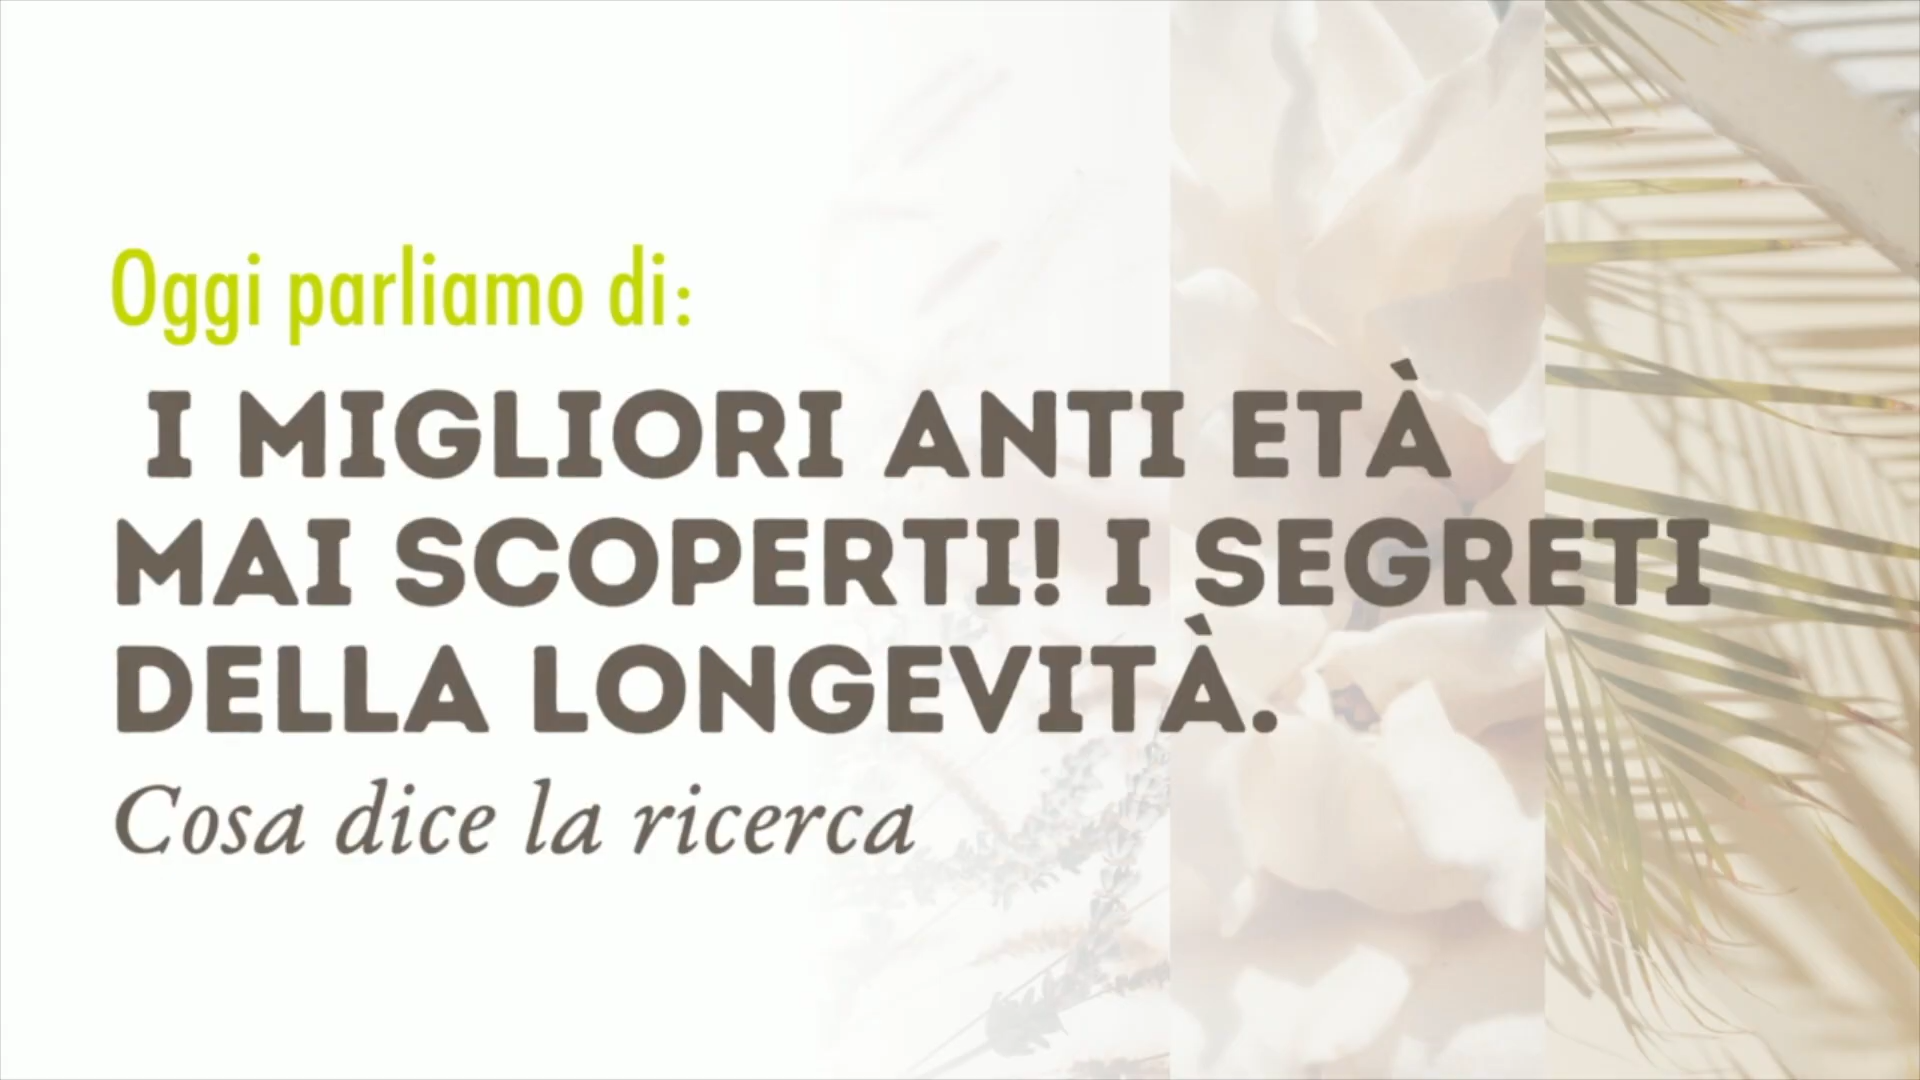 Oggi parliamo di:
I MIGLIORI ANTI ETÀ
MAI SCOPERTI! I SEGRETI
DELLA LONGEVITÀ.
Cosa dice la ricerca